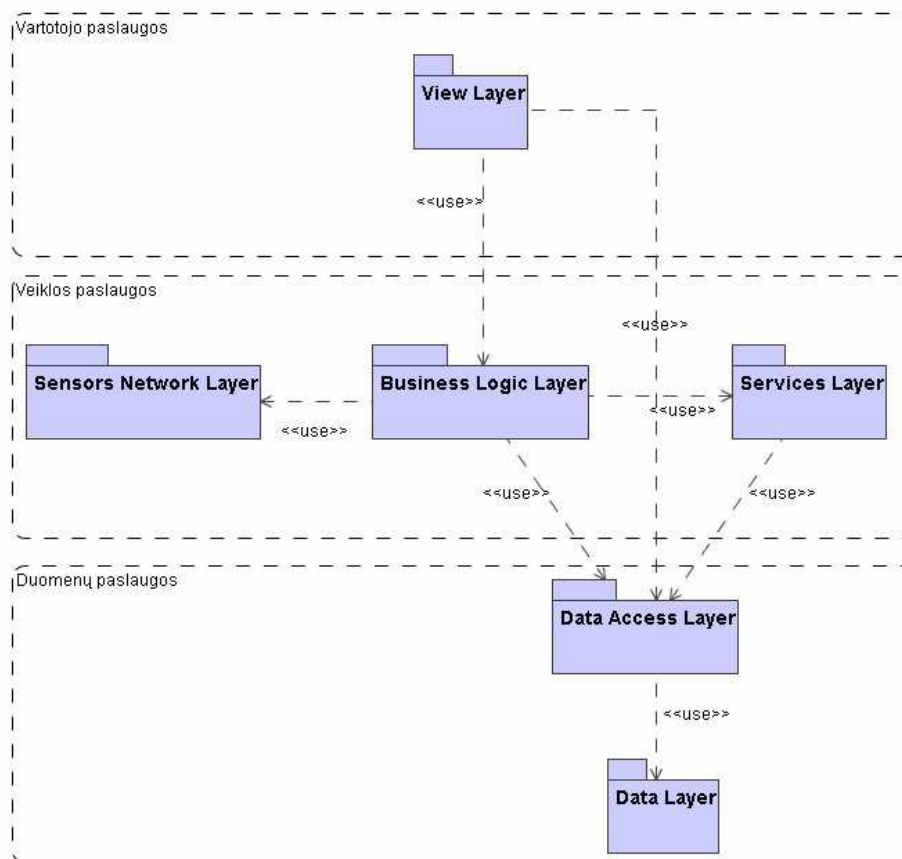 Vartotojo paslaugos
View Layer
<<use>>
Veiklos paslaugos
<<use>>
Sensors Network Layer
Business Logic Layer
Services Layer
<<use>>
<<use>>
<<use>>
<<use>>
Duomenų paslaugos
Data Access Layer
<<use>>
Data Layer